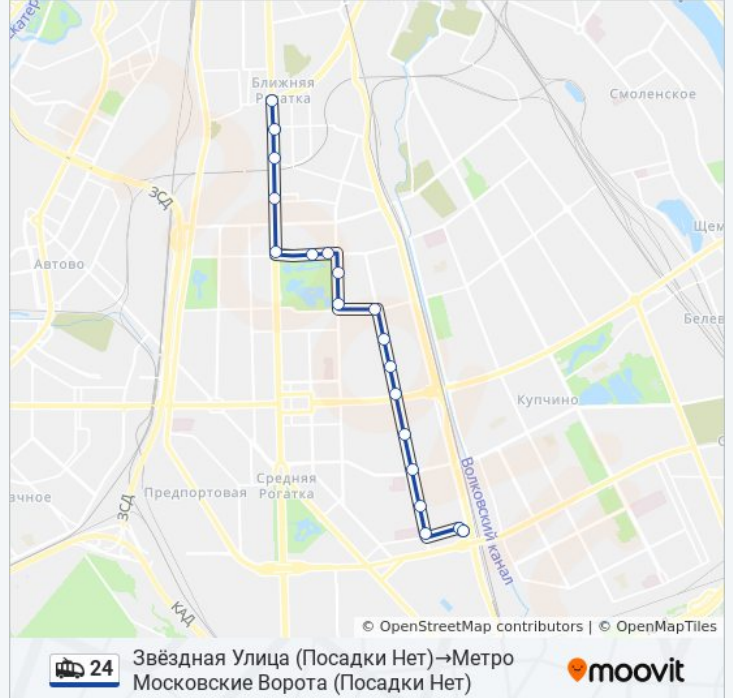 Ближняя
Рогатка
Смоленское
ЗСД
Щем
Автово
Белев
Купчино
Средняя
Рогатка
Предпортовая
ачное
ЗСД
Волковский канал
КАД
© OpenStreetMap contributors | © OpenMapTiles
24
Звёздная Улица (Посадки Нет)→Метро
Московские Ворота (Посадки Нет)
moovit